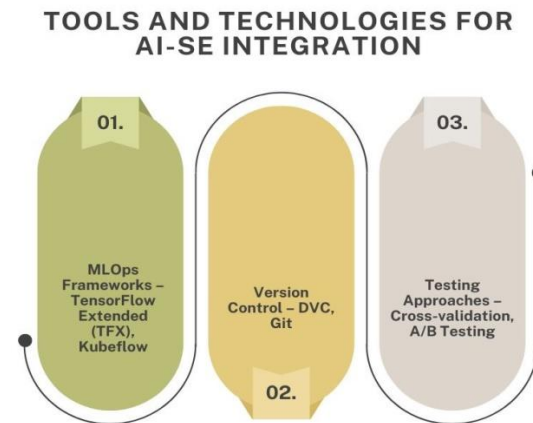 TOOLS AND TECHNOLOGIES FOR
AI-SE INTEGRATION
01.
MLOps
Frameworks –
TensorFlow
Extended
(TFX),
Kubeflow
Version
Control – DVC,
Git
02.
03.
Testing
Approaches –
Cross-validation,
A/B Testing